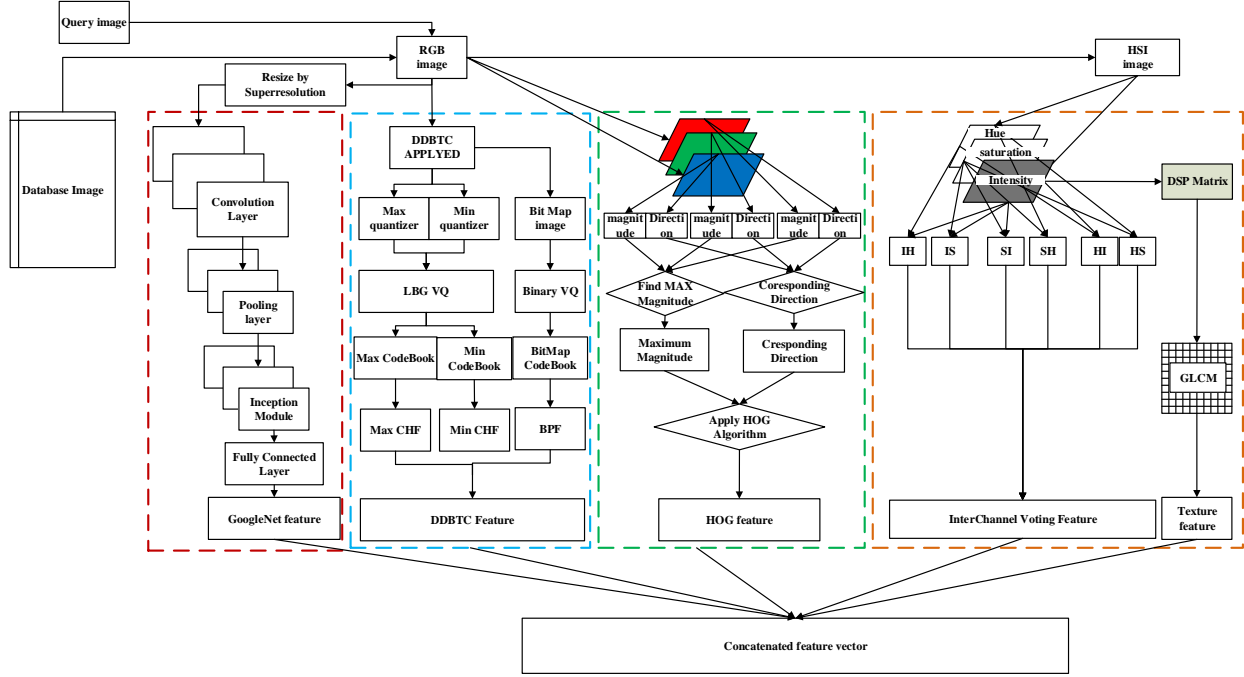 Query image
RGB
image
HSI
image
Resize by
Superresolution
Database Image
Convolution
Layer
Pooling
layer
Inception
Module
Fully Connected
Layer
GoogleNet feature
DDBTC
APPLYED
Max
quantizer
Min
quantizer
Bit Map
image
LBG VQ
Binary VQ
Max CodeBook
Min
CodeBook
BitMap
CodeBook
Max CHF
Min CHF
BPF
DDBTC Feature
magnit
ude
Directi
on
magnit
ude
Directi
on
magnit
ude
Directi
on
Find MAX
Magnitude
Coresponding
Direction
Maximum
Magnitude
Cresponding
Direction
Apply HOG
Algorithm
HOG feature
Hue
saturation
Intensity
DSP Matrix
IH
IS
SI
SH
HI
HS
GLCM
InterChannel Voting Feature
Texture
feature
Concatenated feature vector